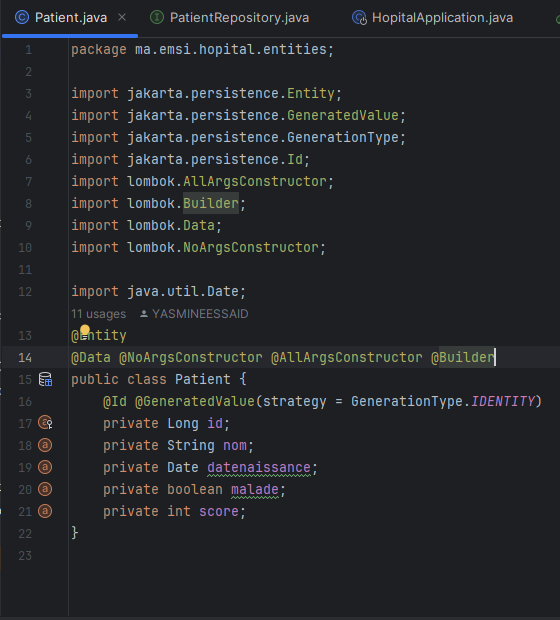 Patient.java
PatientRepository.java
HopitalApplication.java
1 package ma.emsi.hopital.entities;
2
3 import jakarta.persistence.Entity;
4 import jakarta.persistence.GeneratedValue;
5 import jakarta.persistence.GenerationType;
6 import jakarta.persistence.Id;
7 import lombok.AllArgsConstructor;
8 import lombok.Builder;
9 import lombok.Data;
10 import lombok.NoArgsConstructor;
11
12 import java.util.Date;
11 usages YASMINEESSAID
13 @Entity
14 @Data @NoArgsConstructor @AllArgsConstructor @Builder
15 public class Patient {
16 @Id @GeneratedValue(strategy = GenerationType.IDENTITY)
17 private Long id;
18 private String nom;
19 private Date datenaissance;
20 private boolean malade;
21 private int score;
22 }
23